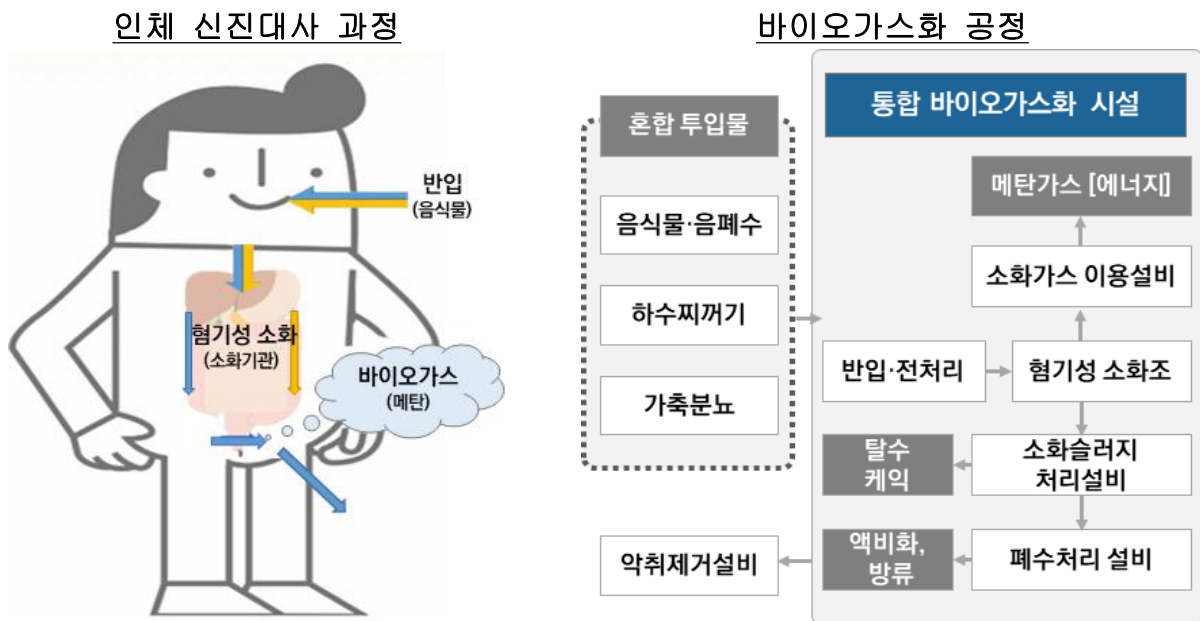 인체 신진대사 과정
반입
(음식물)
혐기성 소화
(소화기관)
바이오가스
(메탄)
바이오가스화 공정
혼합 투입물
음식물·음폐수
하수찌꺼기
가축분뇨
악취제거설비
통합 바이오가스화 시설
메탄가스 [에너지]
소화가스 이용설비
반입·전처리
혐기성 소화조
탈수
케익
소화슬러지
처리설비
액비화,
방류
폐수처리 설비